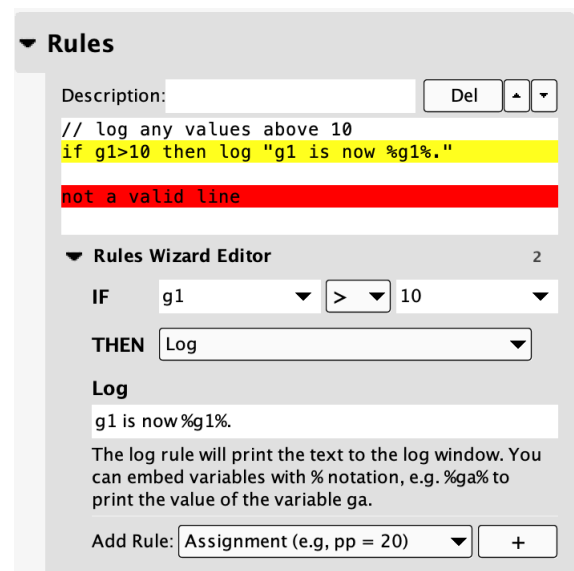 Rules
Description: Del
// log any values above 10
if g1>10 then log "g1 is now %g1%."
not a valid line
Rules Wizard Editor 2
IF g1 > 10
THEN Log
Log
g1 is now %g1%.
The log rule will print the text to the log window. You
can embed variables with % notation, e.g. %ga% to
print the value of the variable ga.
Add Rule: Assignment (e.g, pp = 20) +